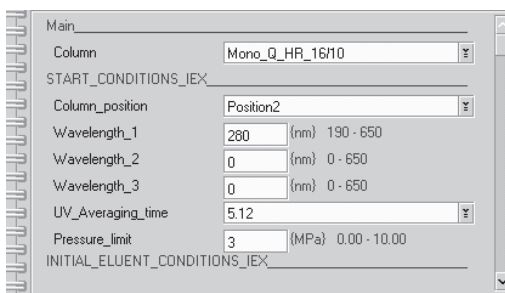 Main
Column Mono_Q_HR_16/10
START_CONDITIONS_IEX
Column_position Position2
Wavelength_1 280 {nm} 190 - 650
Wavelength_2 0 {nm} 0 - 650
Wavelength_3 0 {nm} 0 - 650
UV_Averaging_time 5.12
Pressure_limit 3 {MPa} 0.00 - 10.00
INITIAL_ELUENT_CONDITIONS_IEX